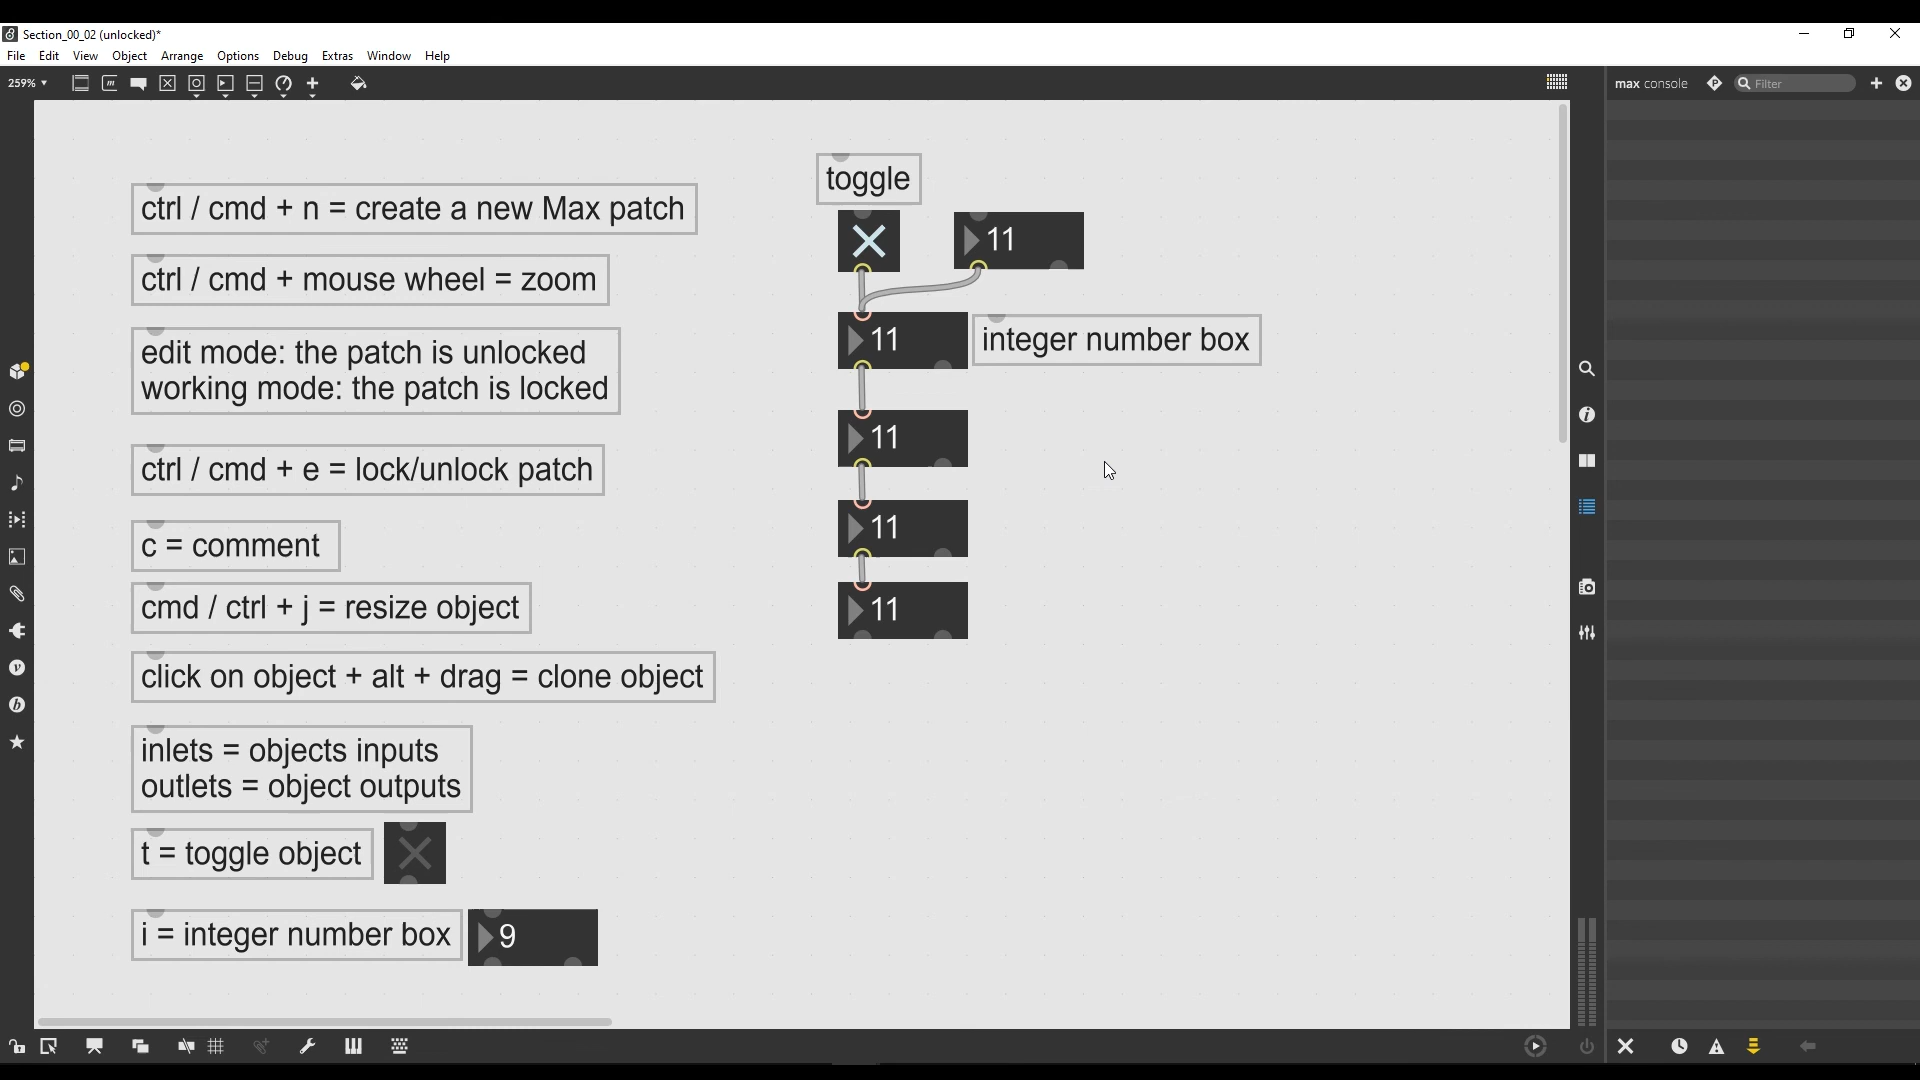 Section_00_02 (unlocked)*
File Edit View Object Arrange Options Debug Extras Window Help
259%
max console
Filter
ctrl / cmd + n = create a new Max patch
ctrl / cmd + mouse wheel = zoom
edit mode: the patch is unlocked
working mode: the patch is locked
ctrl / cmd + e = lock/unlock patch
c = comment
cmd / ctrl + j = resize object
click on object + alt + drag = clone object
inlets = objects inputs
outlets = object outputs
t = toggle object
i = integer number box
9
toggle
11
11
integer number box
11
11
11